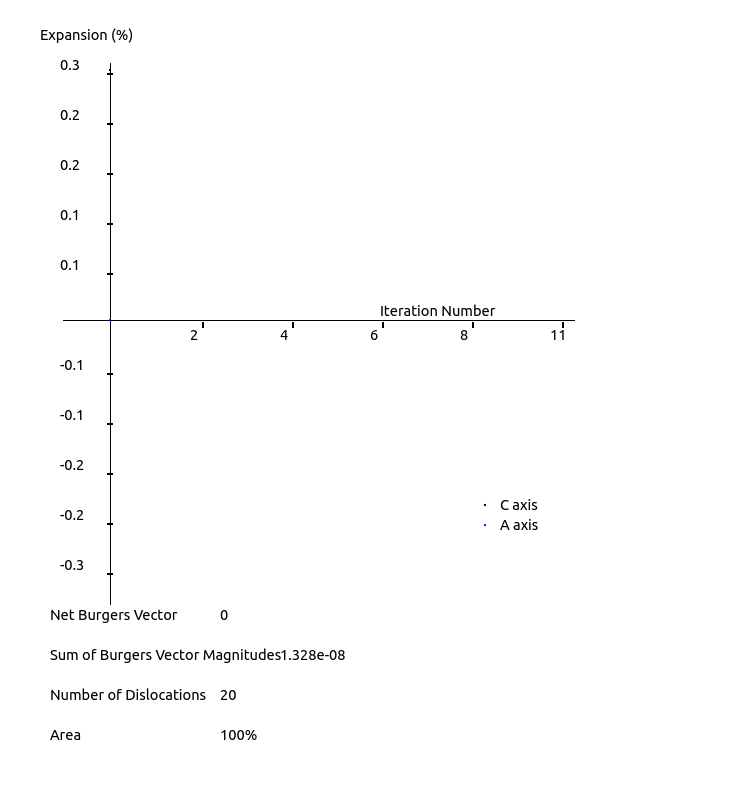 Expansion (%)
0.3
0.2
0.2
0.1
0.1
Iteration Number
2 4 6 8 11
-0.1
-0.1
-0.2
C axis
-0.2
A axis
-0.3
Net Burgers Vector 0
Sum of Burgers Vector Magnitudes1.328e-08
Number of Dislocations 20
Area 100%